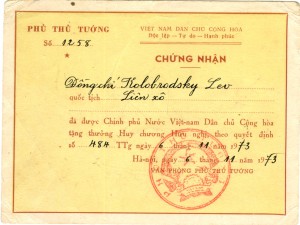 PHỦ THỦ TƯỚNG
Số 1258
VIỆT NAM DÂN CHỦ CỘNG HÒA
Độc lập — Tự do — Hạnh phúc
CHỨNG NHẬN
Đồng chí Kolobrodsky Lev
quốc tịch Liên xô
đã được Chính phủ Nước Việt-nam Dân chủ Cộng hòa
tặng thưởng Huy chương Hữu nghị theo quyết định
số 48A TTg ngày 6 tháng 11 năm 1973
Hà-nội, ngày 6 tháng 11 năm 1973
VĂN PHÒNG PHỦ THỦ TƯỚNG